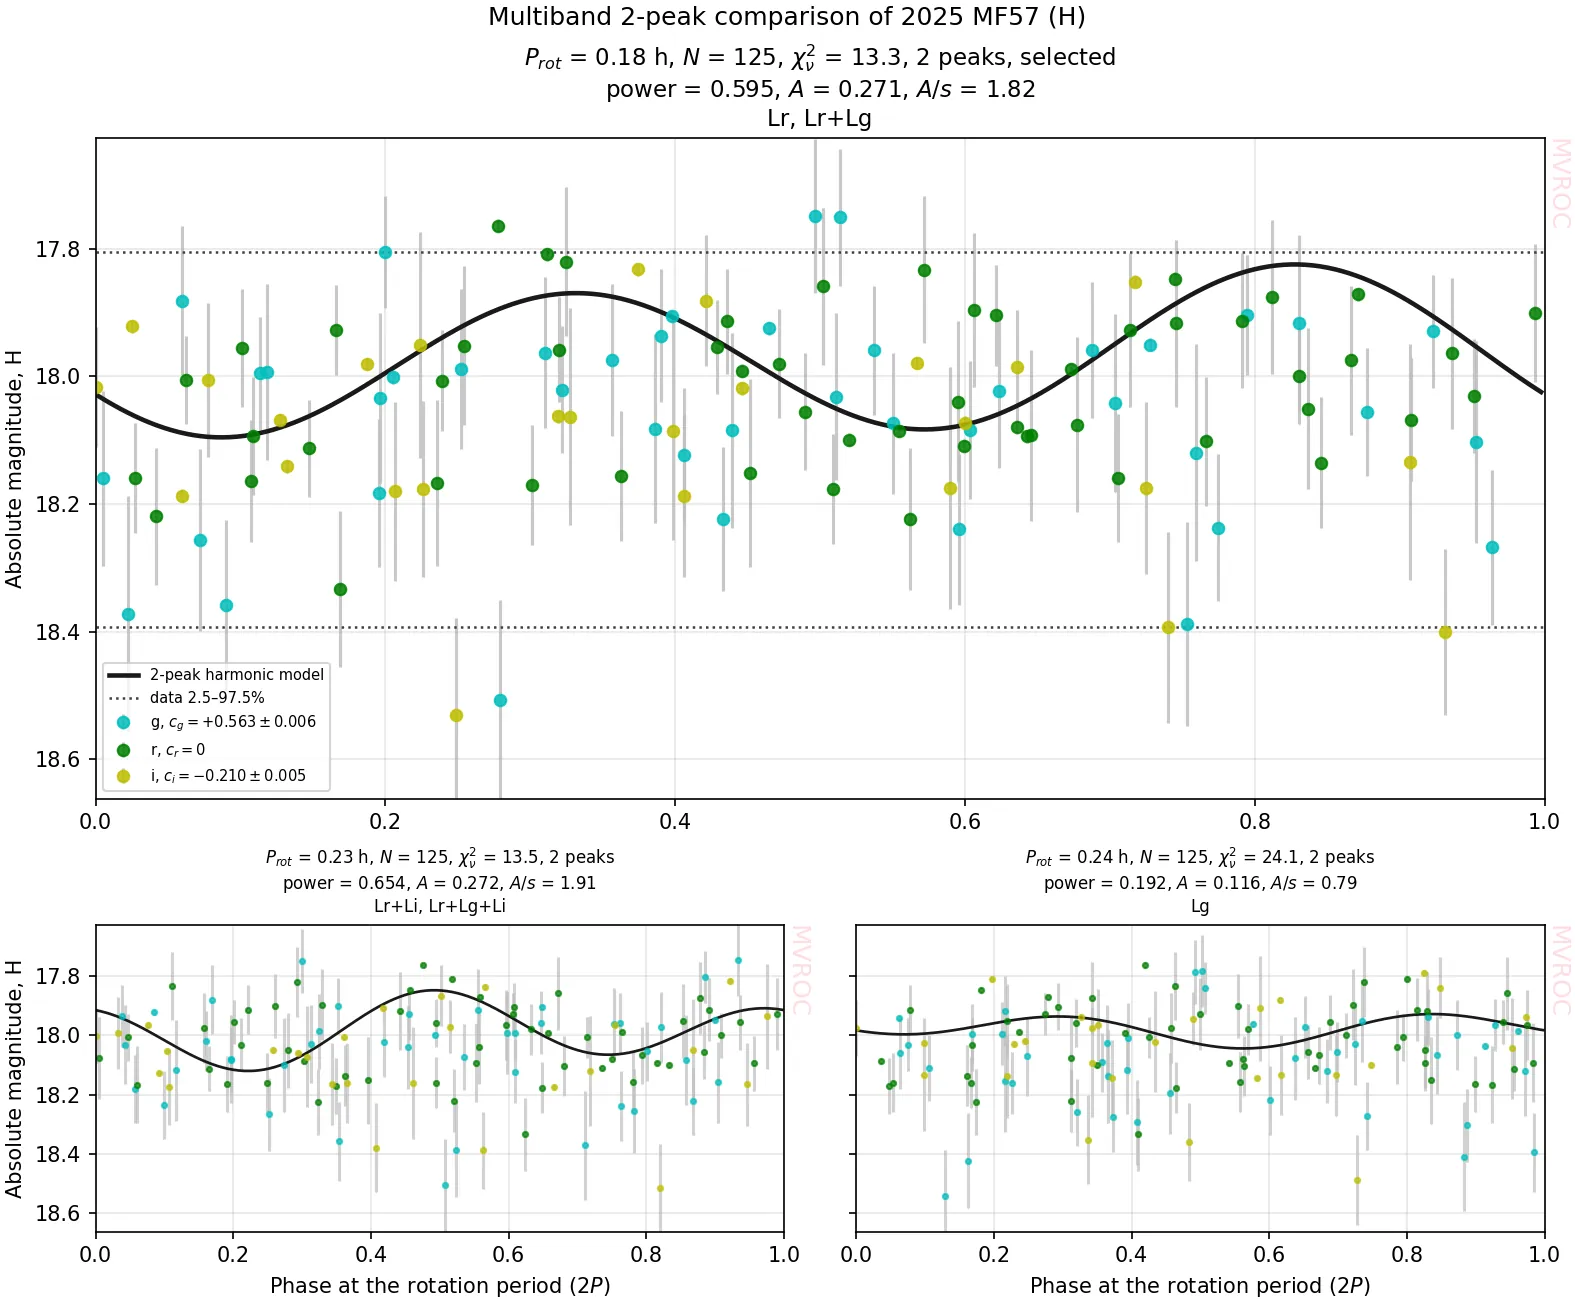 Multiband 2-peak comparison of 2025 MF57 (H)
P_rot = 0.18 h, N = 125, χ²_ν = 13.3, 2 peaks, selected
power = 0.595, A = 0.271, A/s = 1.82
Lr, Lr+Lg
MVROC
Absolute magnitude, H
17.8
18.0
18.2
18.4
18.6
2-peak harmonic model
data 2.5–97.5%
g, c_g = +0.563 ± 0.006
r, c_r = 0
i, c_i = −0.210 ± 0.005
0.0 0.2 0.4 0.6 0.8 1.0
P_rot = 0.23 h, N = 125, χ²_ν = 13.5, 2 peaks
power = 0.654, A = 0.272, A/s = 1.91
Lr+Li, Lr+Lg+Li
MVROC
Absolute magnitude, H
17.8
18.0
18.2
18.4
18.6
0.0 0.2 0.4 0.6 0.8 1.0
Phase at the rotation period (2P)
P_rot = 0.24 h, N = 125, χ²_ν = 24.1, 2 peaks
power = 0.192, A = 0.116, A/s = 0.79
Lg
MVROC
0.0 0.2 0.4 0.6 0.8 1.0
Phase at the rotation period (2P)